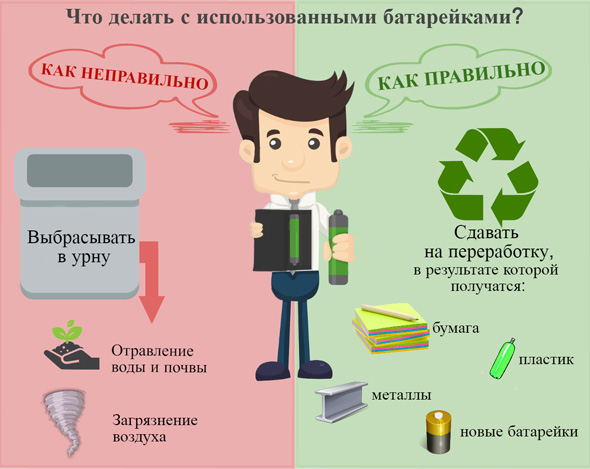 Что делать с использованными батарейками?
КАК НЕПРАВИЛЬНО
КАК ПРАВИЛЬНО
Выбрасывать
в урну
Отравление
воды и почвы
Загрязнение
воздуха
Сдавать
на переработку,
в результате которой
получатся:
бумага
пластик
металлы
новые батарейки